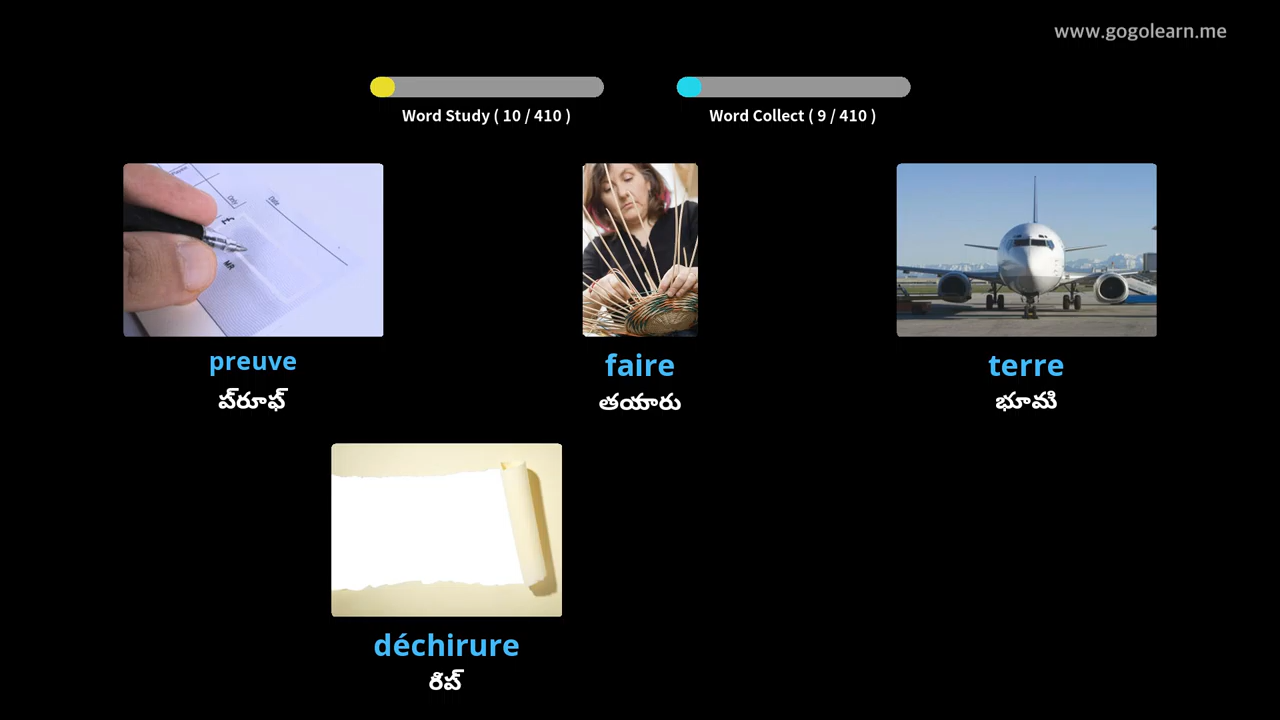 www.gogolearn.me
Word Study ( 10 / 410 )
Word Collect ( 9 / 410 )
preuve
ప్‌రూఫ్
faire
తయారు
terre
భూమి
déchirure
రిప్